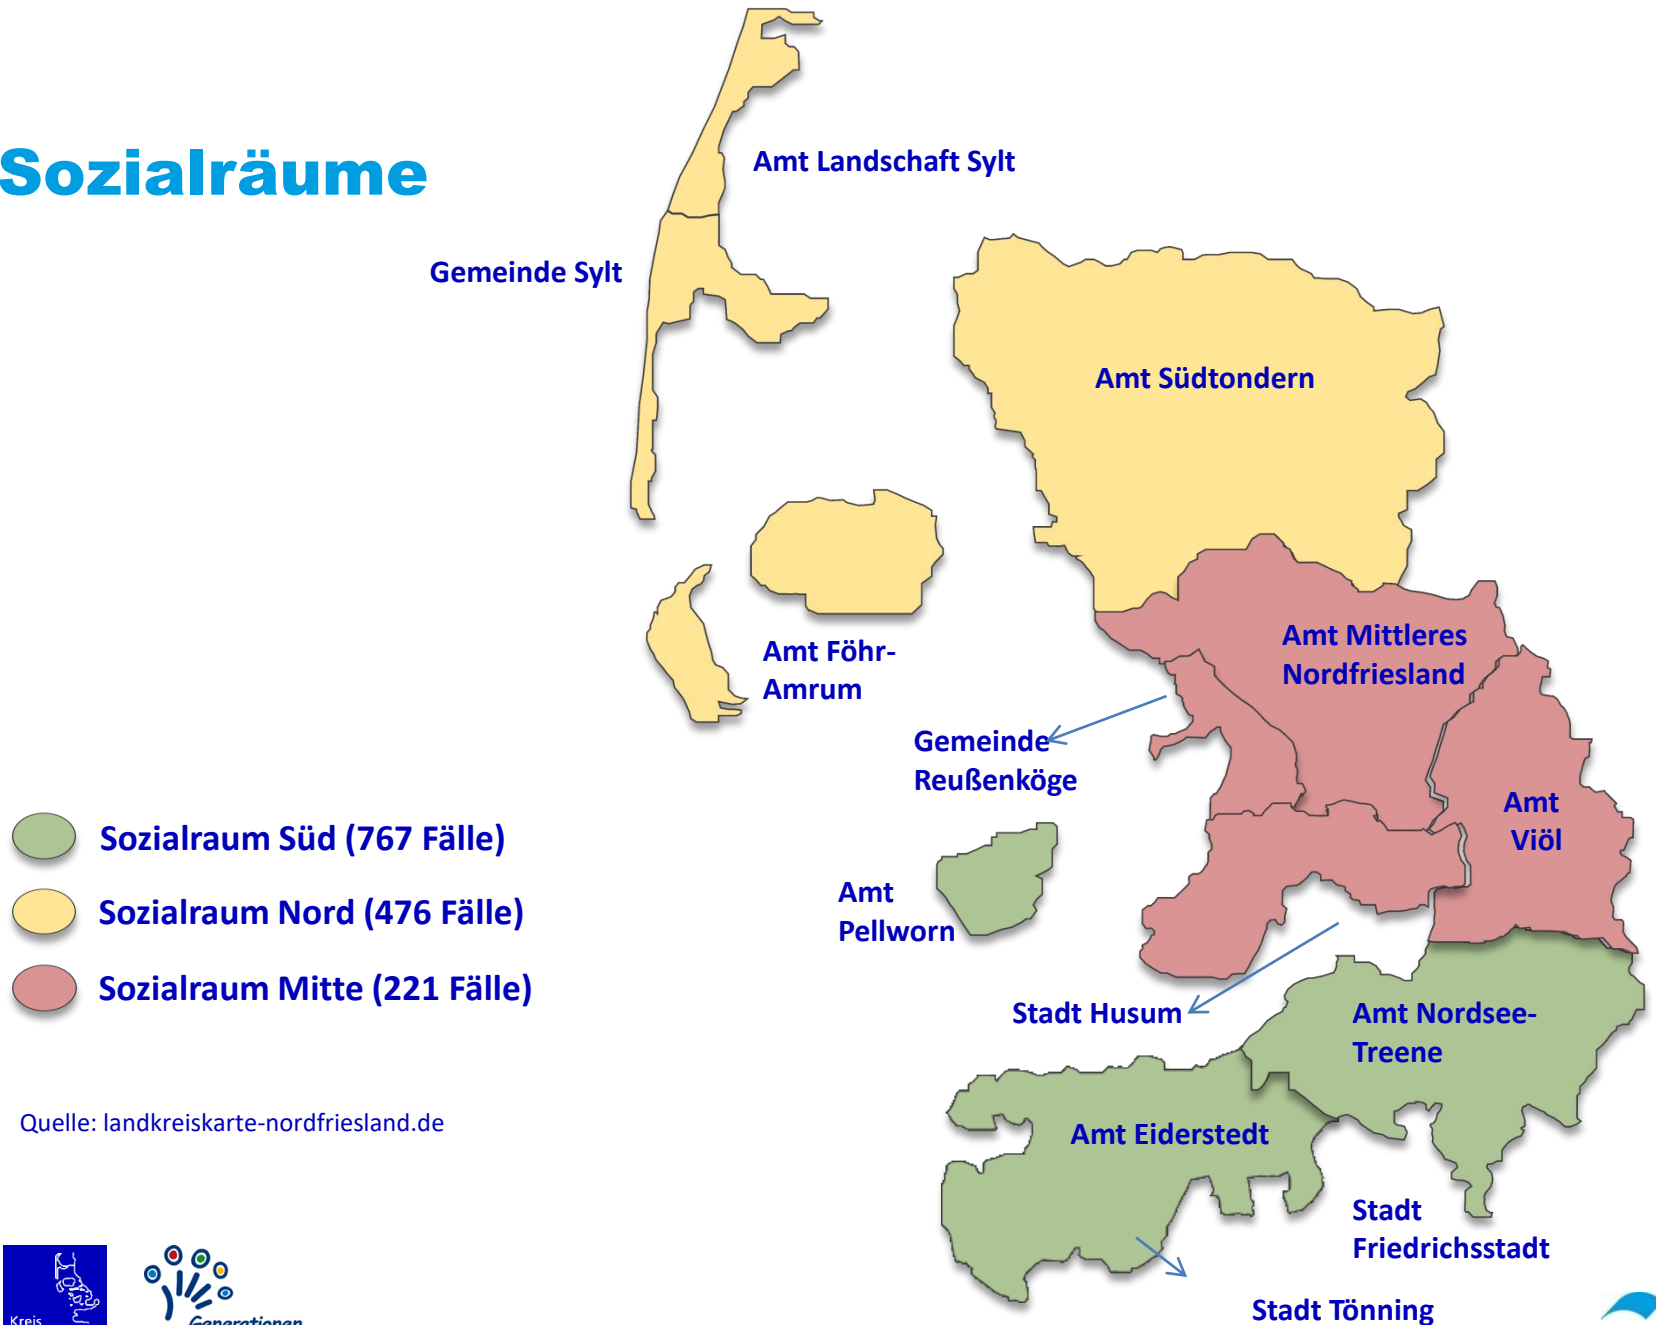 Sozialräume
Amt Landschaft Sylt
Gemeinde Sylt
Amt Südtondern
Amt Mittleres
Nordfriesland
Amt Föhr-
Amrum
Gemeinde
Reußenköge
Amt
Viöl
Sozialraum Süd (767 Fälle)
Sozialraum Nord (476 Fälle)
Sozialraum Mitte (221 Fälle)
Amt
Pellworn
Stadt Husum
Amt Nordsee-
Treene
Quelle: landkreiskarte-nordfriesland.de
Amt Eiderstedt
Stadt
Friedrichsstadt
Stadt Tönning
Kreis
Generationen